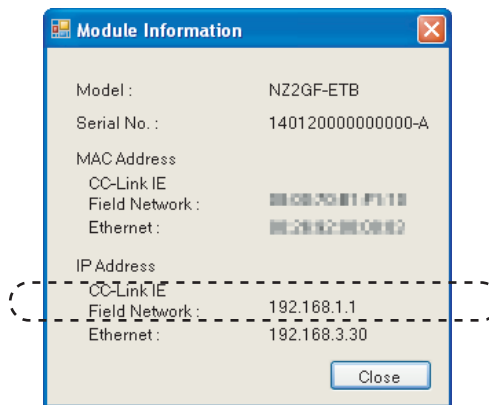 Module Information
Model : NZ2GF-ETB
Serial No. : 140120000000000-A
MAC Address
CC-Link IE
Field Network :
Ethernet :
IP Address
CC-Link IE
Field Network : 192.168.1.1
Ethernet : 192.168.3.30
Close